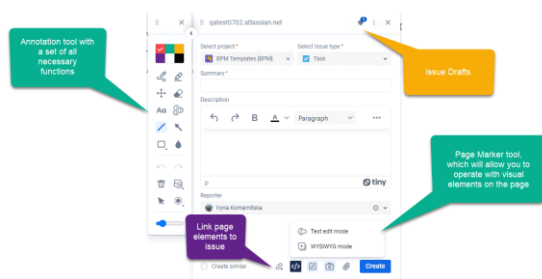 qatest0702.atlassian.net
Annotation tool with
a set of all
necessary
functions
Select project*
Select issue type*
BPM Templates [BPM]
Task
Issue Drafts
Summary*
Description
Aa
B
A
Paragraph
p
tiny
Page Marker tool,
which will allow you to
operate with visual
elements on the page
Reporter
Iryna Komarnitska
Link page
elements to
issue
Text edit mode
WYSIWYG mode
Create similar
Create